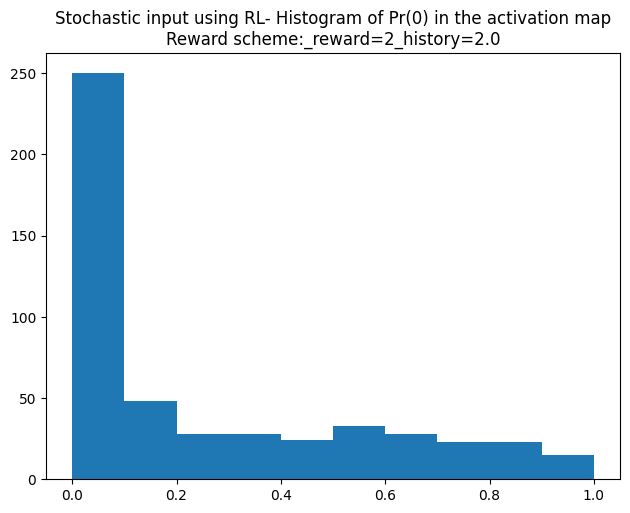 Stochastic input using RL- Histogram of Pr(0) in the activation map
Reward scheme:_reward=2_history=2.0
250
200
150
100
50
0
0.0 0.2 0.4 0.6 0.8 1.0